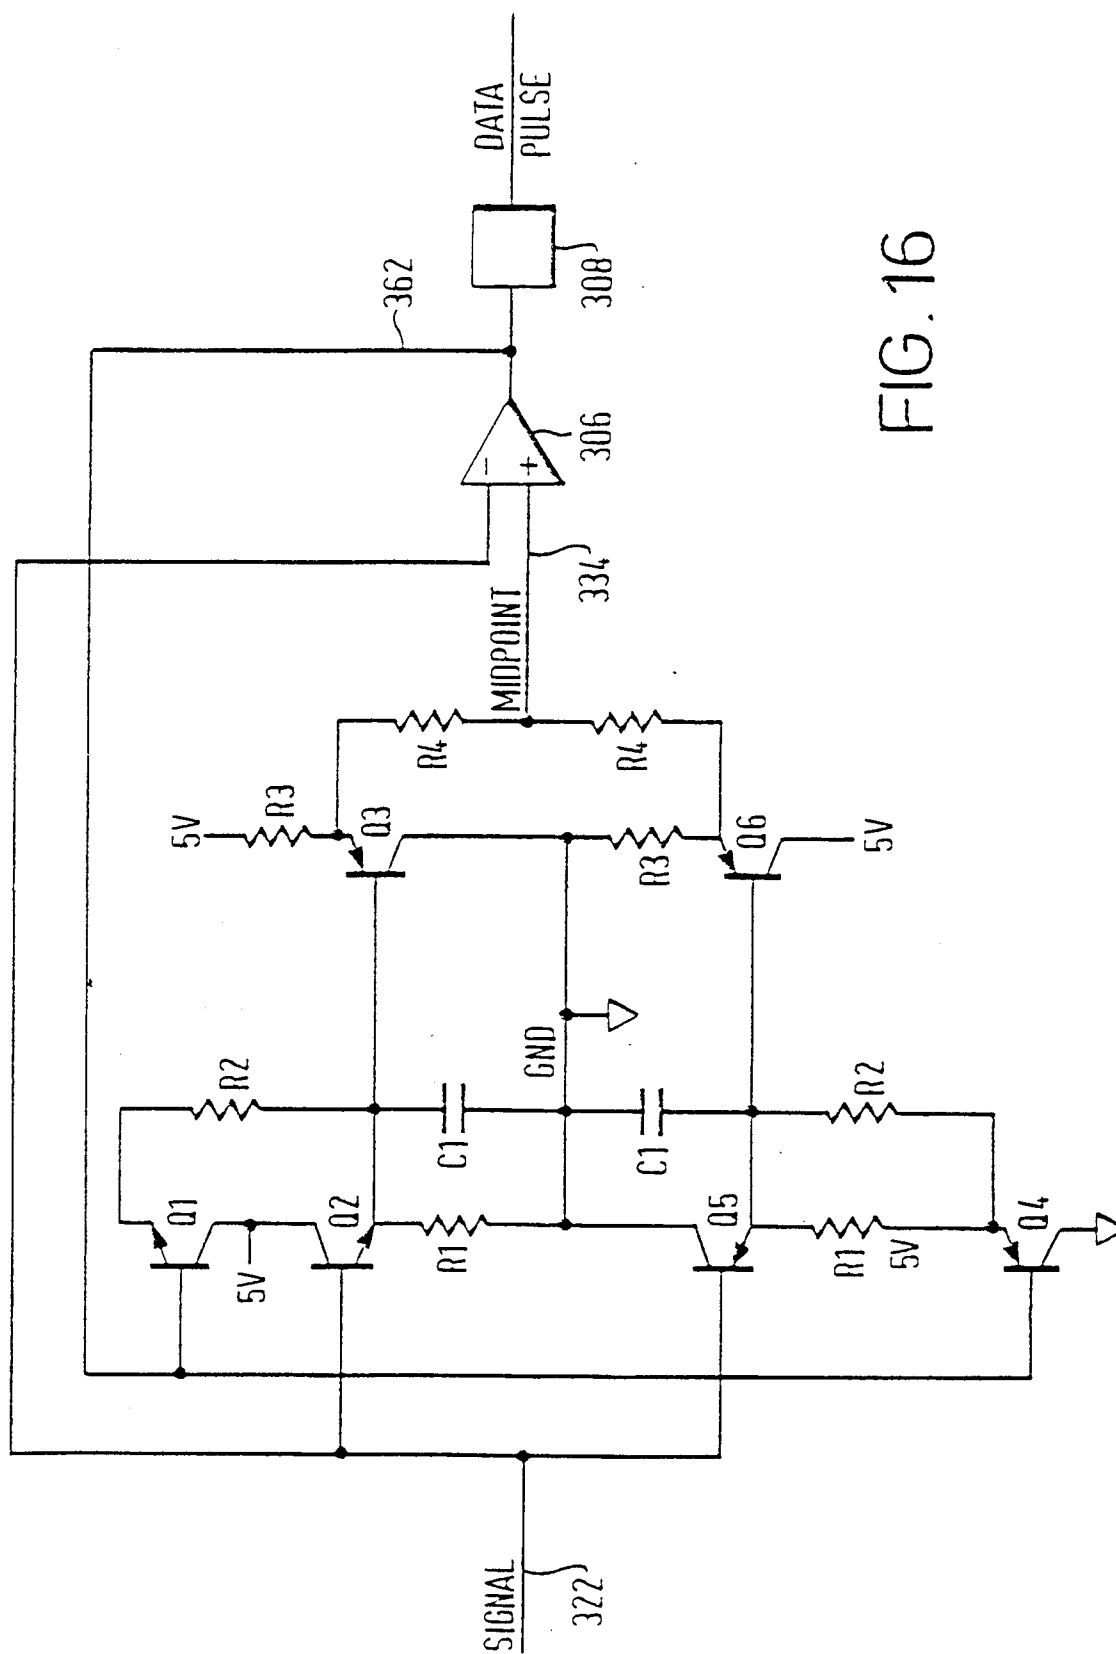 SIGNAL
322
5V
Q1
Q2
R1
R2
C1
GND
C1
Q5
R1
5V
Q4
R2
5V
R3
Q3
R3
Q6
5V
R4
R4
MIDPOINT
334
−
+
306
362
308
DATA
PULSE
FIG. 16